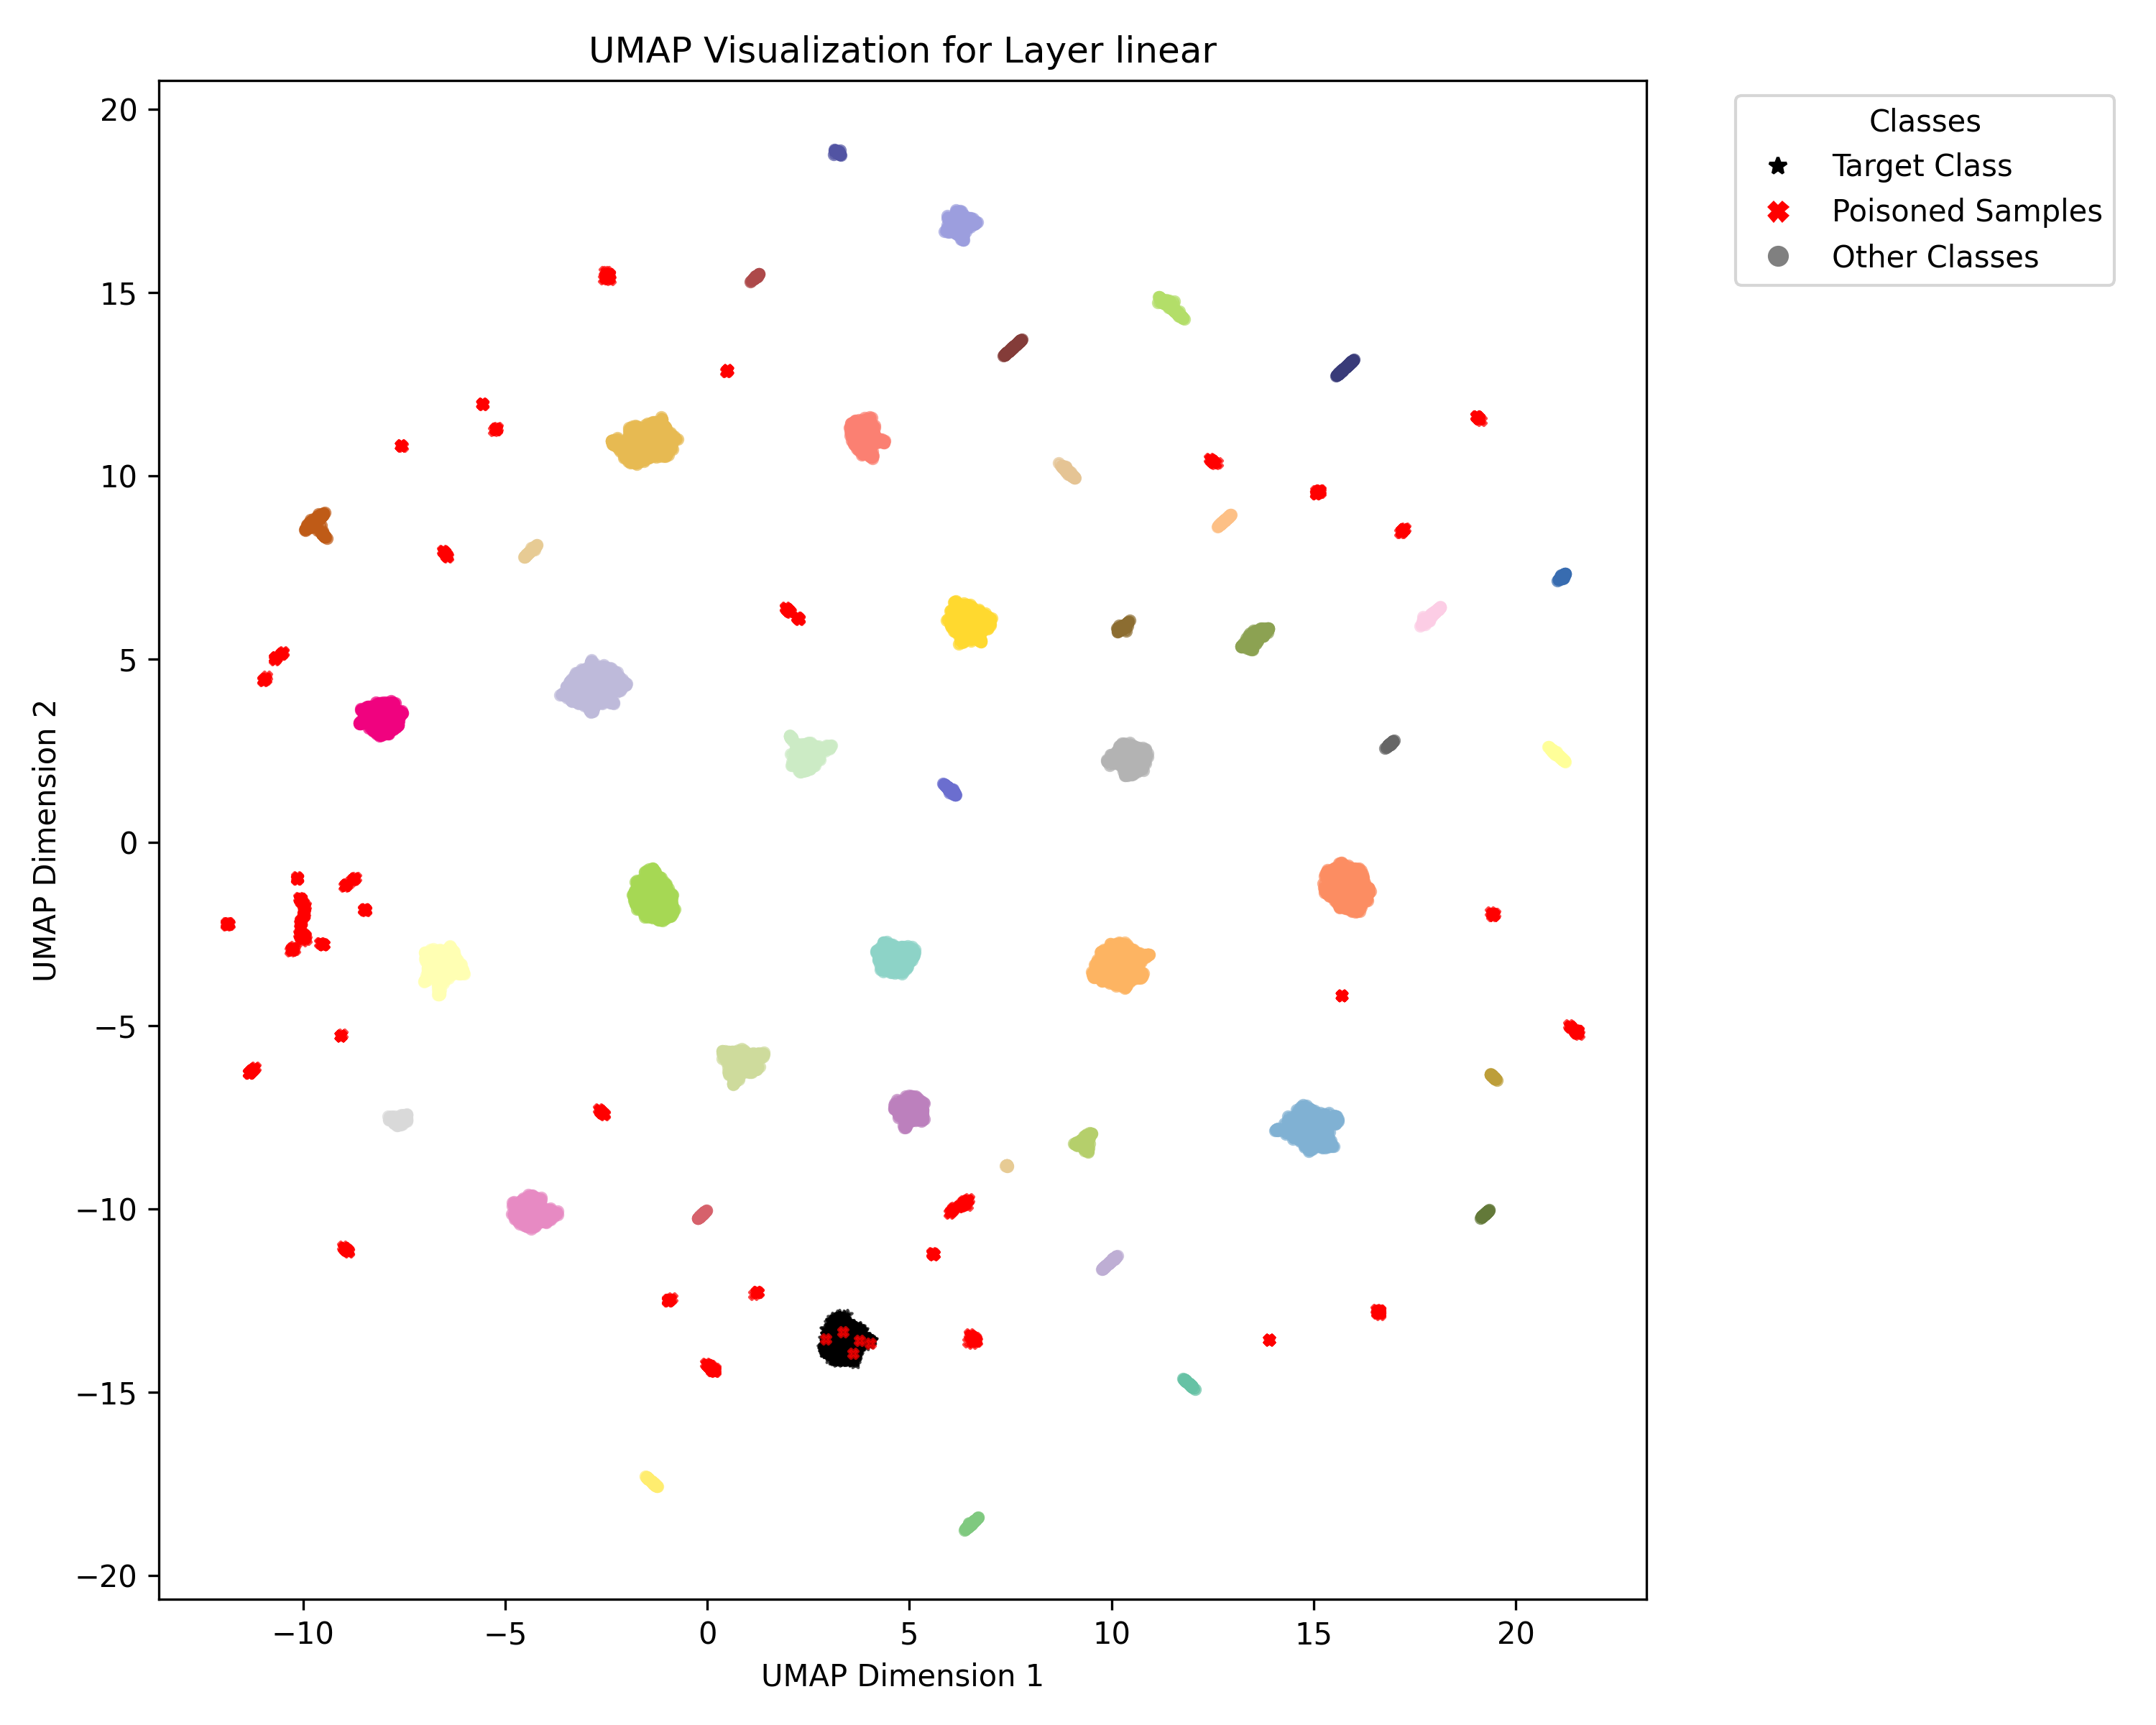 UMAP Visualization for Layer linear
Classes
Target Class
Poisoned Samples
Other Classes
UMAP Dimension 2
20
15
10
5
0
−5
−10
−15
−20
−10
−5
0
5
10
15
20
UMAP Dimension 1